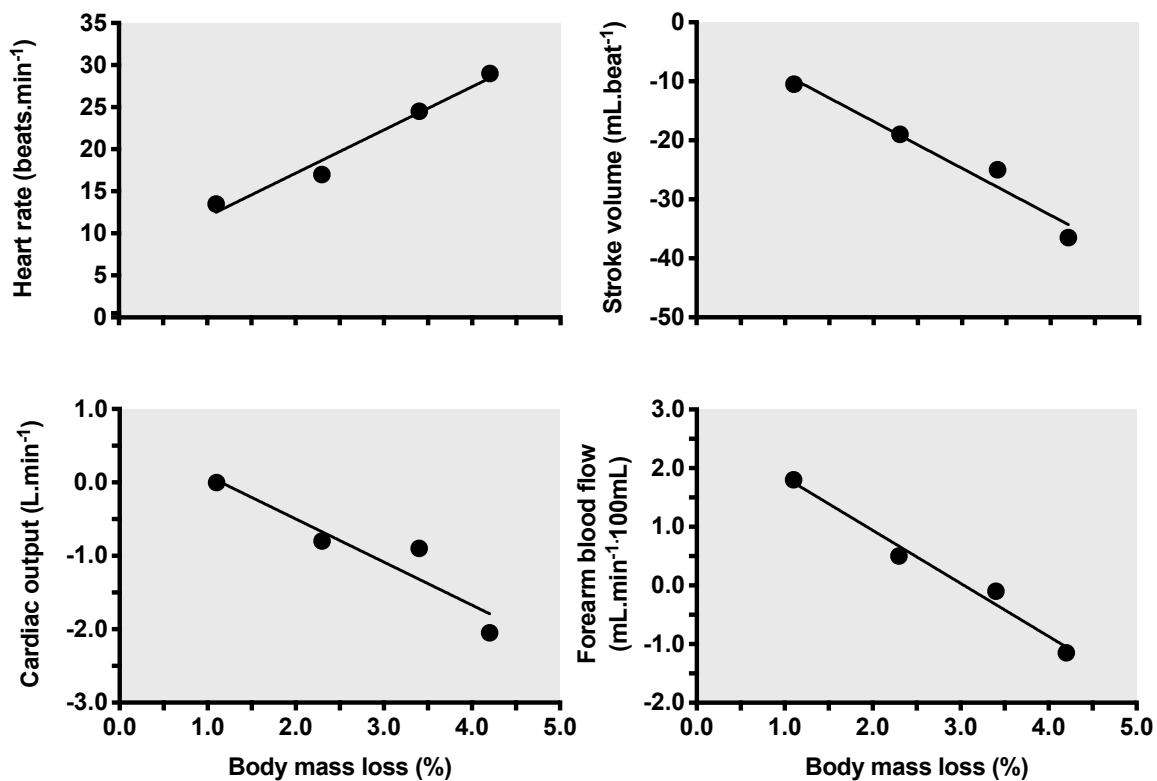 Heart rate (beats.min-1)
35
30
25
20
15
10
5
0
Stroke volume (mL.beat-1)
0
-10
-20
-30
-40
-50
Cardiac output (L.min-1)
1.0
0.0
-1.0
-2.0
-3.0
0.0 1.0 2.0 3.0 4.0 5.0
Body mass loss (%)
Forearm blood flow
(mL.min-1.100mL)
3.0
2.0
1.0
0.0
-1.0
-2.0
0.0 1.0 2.0 3.0 4.0 5.0
Body mass loss (%)